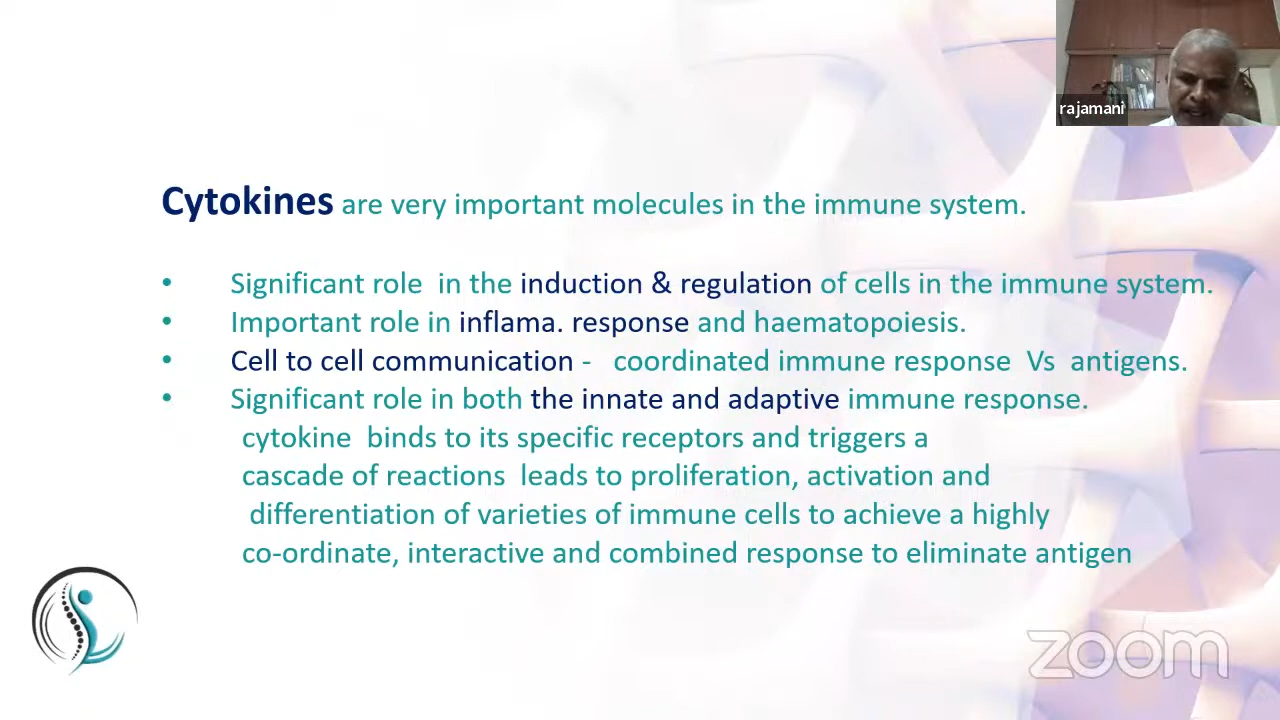 rajamani
Cytokines are very important molecules in the immune system.
• Significant role in the induction & regulation of cells in the immune system.
• Important role in inflama. response and haematopoiesis.
• Cell to cell communication - coordinated immune response Vs antigens.
• Significant role in both the innate and adaptive immune response.
cytokine binds to its specific receptors and triggers a
cascade of reactions leads to proliferation, activation and
differentiation of varieties of immune cells to achieve a highly
co-ordinate, interactive and combined response to eliminate antigen
zoom